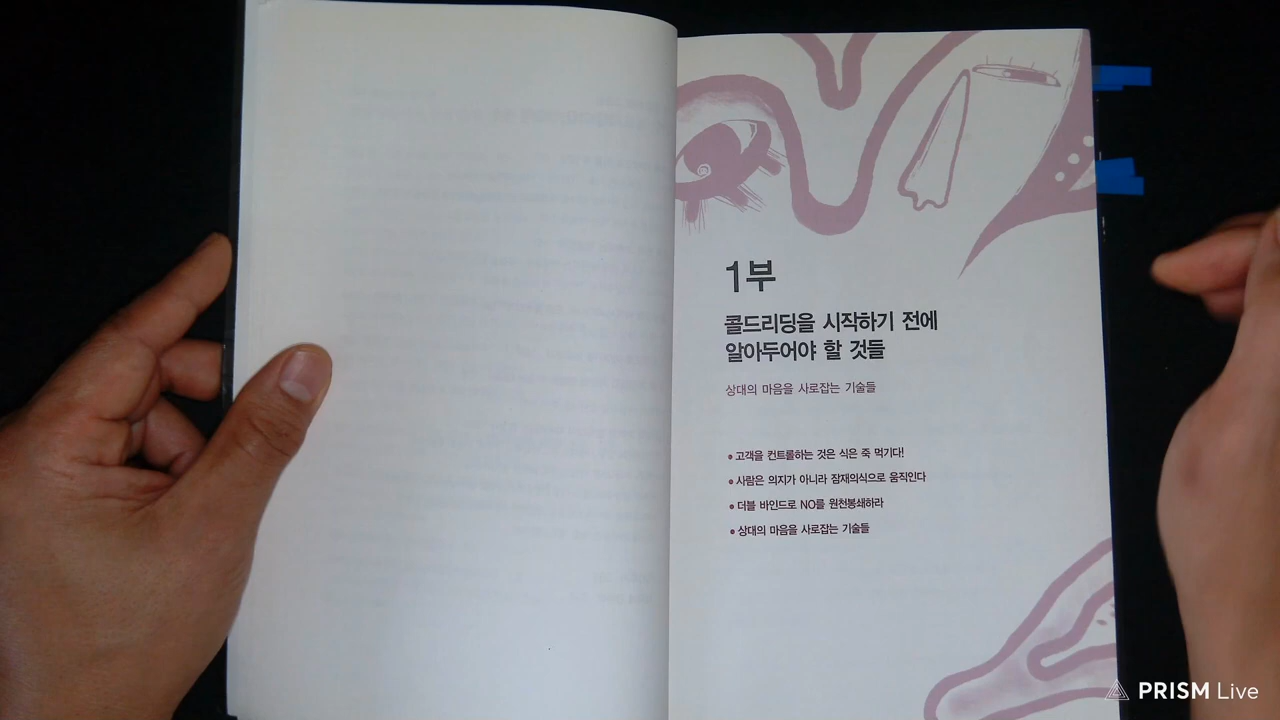 1부
콜드리딩을 시작하기 전에
알아두어야 할 것들
상대의 마음을 사로잡는 기술들
고객을 컨트롤하는 것은 식은 죽 먹기다!
사람은 의지가 아니라 잠재의식으로 움직인다
더블 바인드로 NO를 원천봉쇄하라
상대의 마음을 사로잡는 기술들
PRISM Live